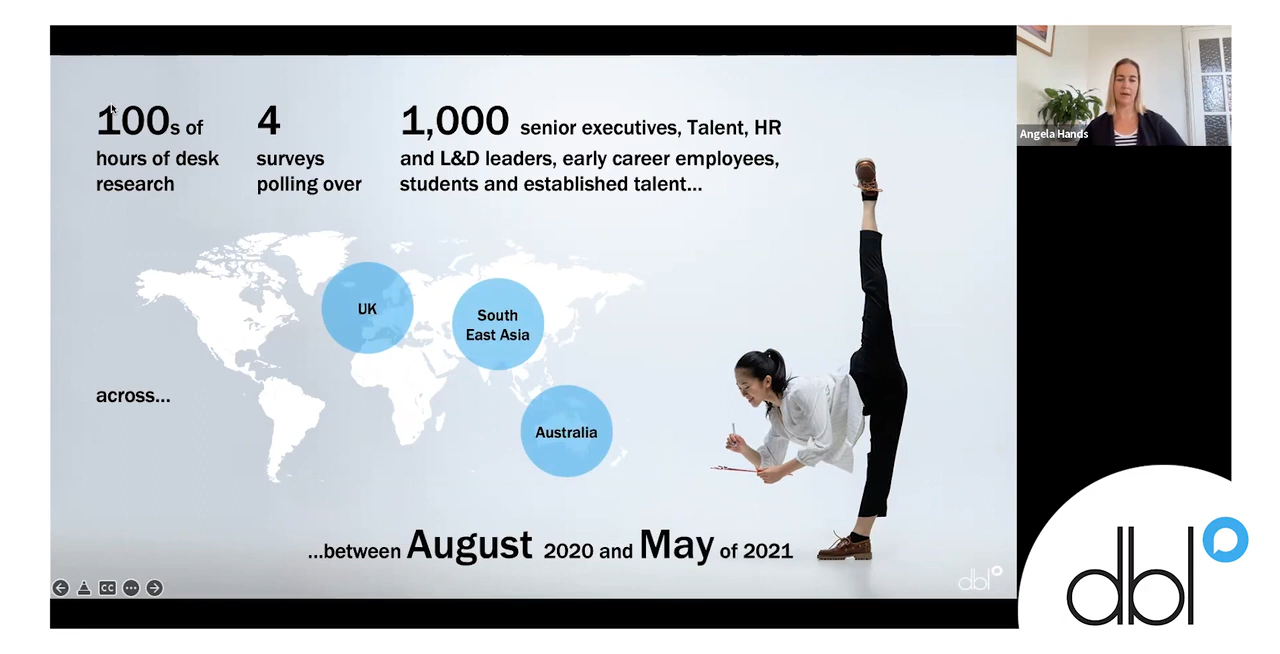 100s of
hours of desk
research
4
surveys
polling over
1,000 senior executives, Talent, HR
and L&D leaders, early career employees,
students and established talent...
Angela Hands
UK
South
East Asia
across...
Australia
...between August 2020 and May of 2021
CC
dbl
dbl